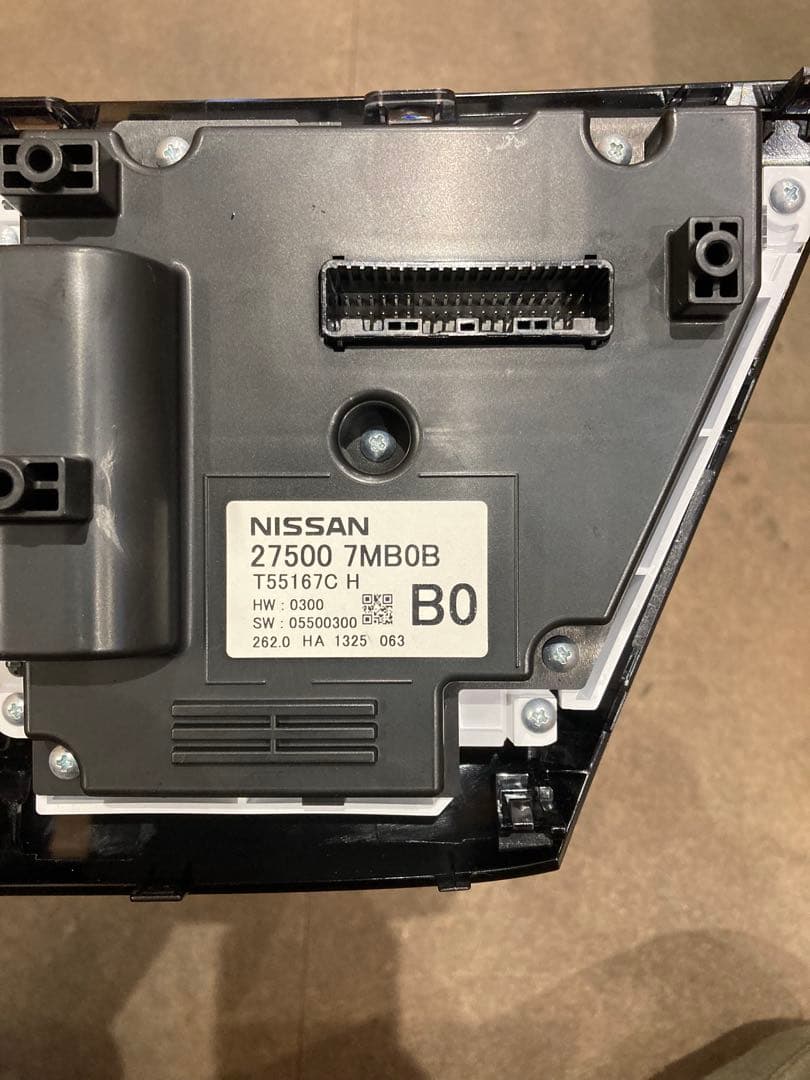 NISSAN
27500 7MB0B
T55167C H
HW : 0300
SW : 05500300
B0
262.0 HA 1325 063